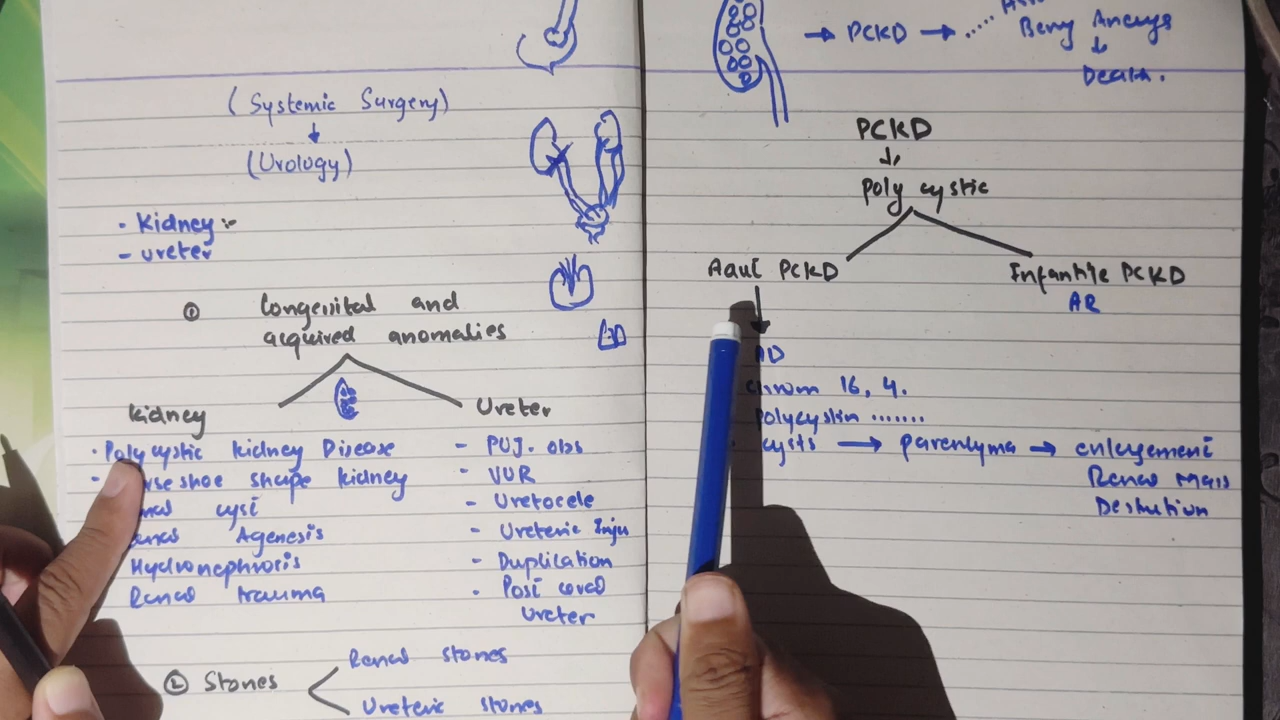 (Systemic Surgery)
(Urology)
- Kidney :-
- ureter
① Congenital and
acquired anomalies
Kidney
Ureter
· Polycystic kidney Disease
- shoe shape kidney
cyst
Agenesis
Hydronephrosis
Renal trauma
- PUJ. obs
- VUR
- Uretocele
- Ureteric Inju
- Duplication
- Post caval
Ureter
② Stones
Renal stones
Ureteric stones
→ PCKD → .....
Berry Aneurys
Death.
PCKD
Poly cystic
Adult PCKD
Infantile PCKD
AR
AD
chrom 16, 4.
polycystin .......
cysts → parenchyma → enlargement
Renal Mass
Destruction